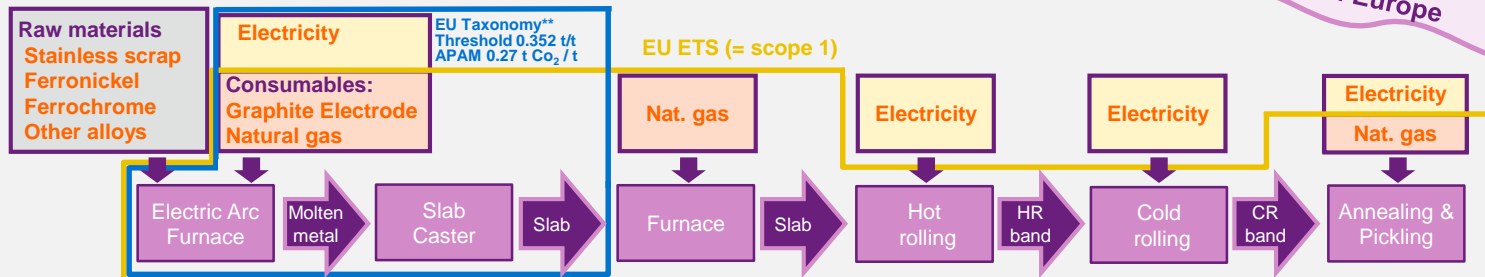 Europe
Raw materials
Stainless scrap
Ferronickel
Ferrochrome
Other alloys
Electricity
Consumables:
Graphite Electrode
Natural gas
EU Taxonomy**
Threshold 0.352 t/t
APAM 0.27 t Co₂ / t
EU ETS (= scope 1)
Nat. gas
Electricity
Electricity
Electricity
Nat. gas
Electric Arc
Furnace
Molten
metal
Slab
Caster
Slab
Furnace
Slab
Hot
rolling
HR
band
Cold
rolling
CR
band
Annealing &
Pickling